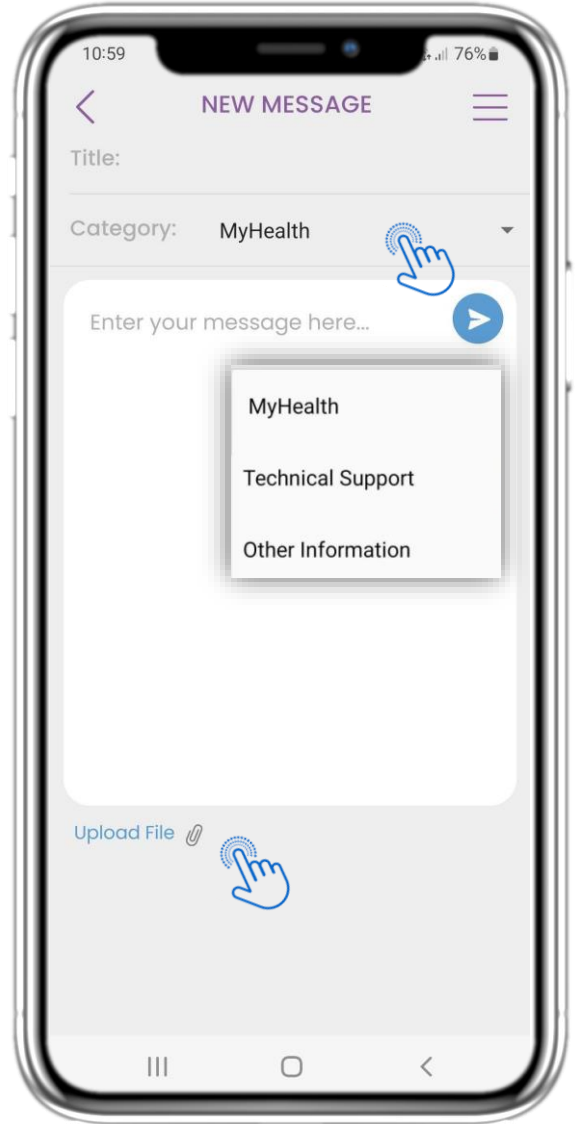 10:59
76%
NEW MESSAGE
Title:
Category: MyHealth
Enter your message here...
MyHealth
Technical Support
Other Information
Upload File